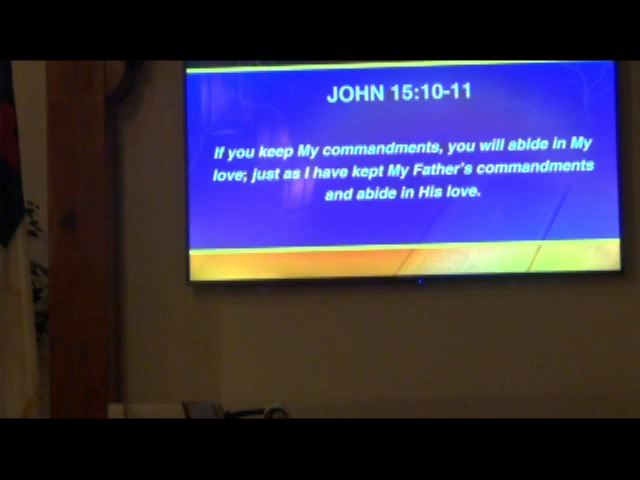 JOHN 15:10-11
If you keep My commandments, you will abide in My
love; just as I have kept My Father's commandments
and abide in His love.